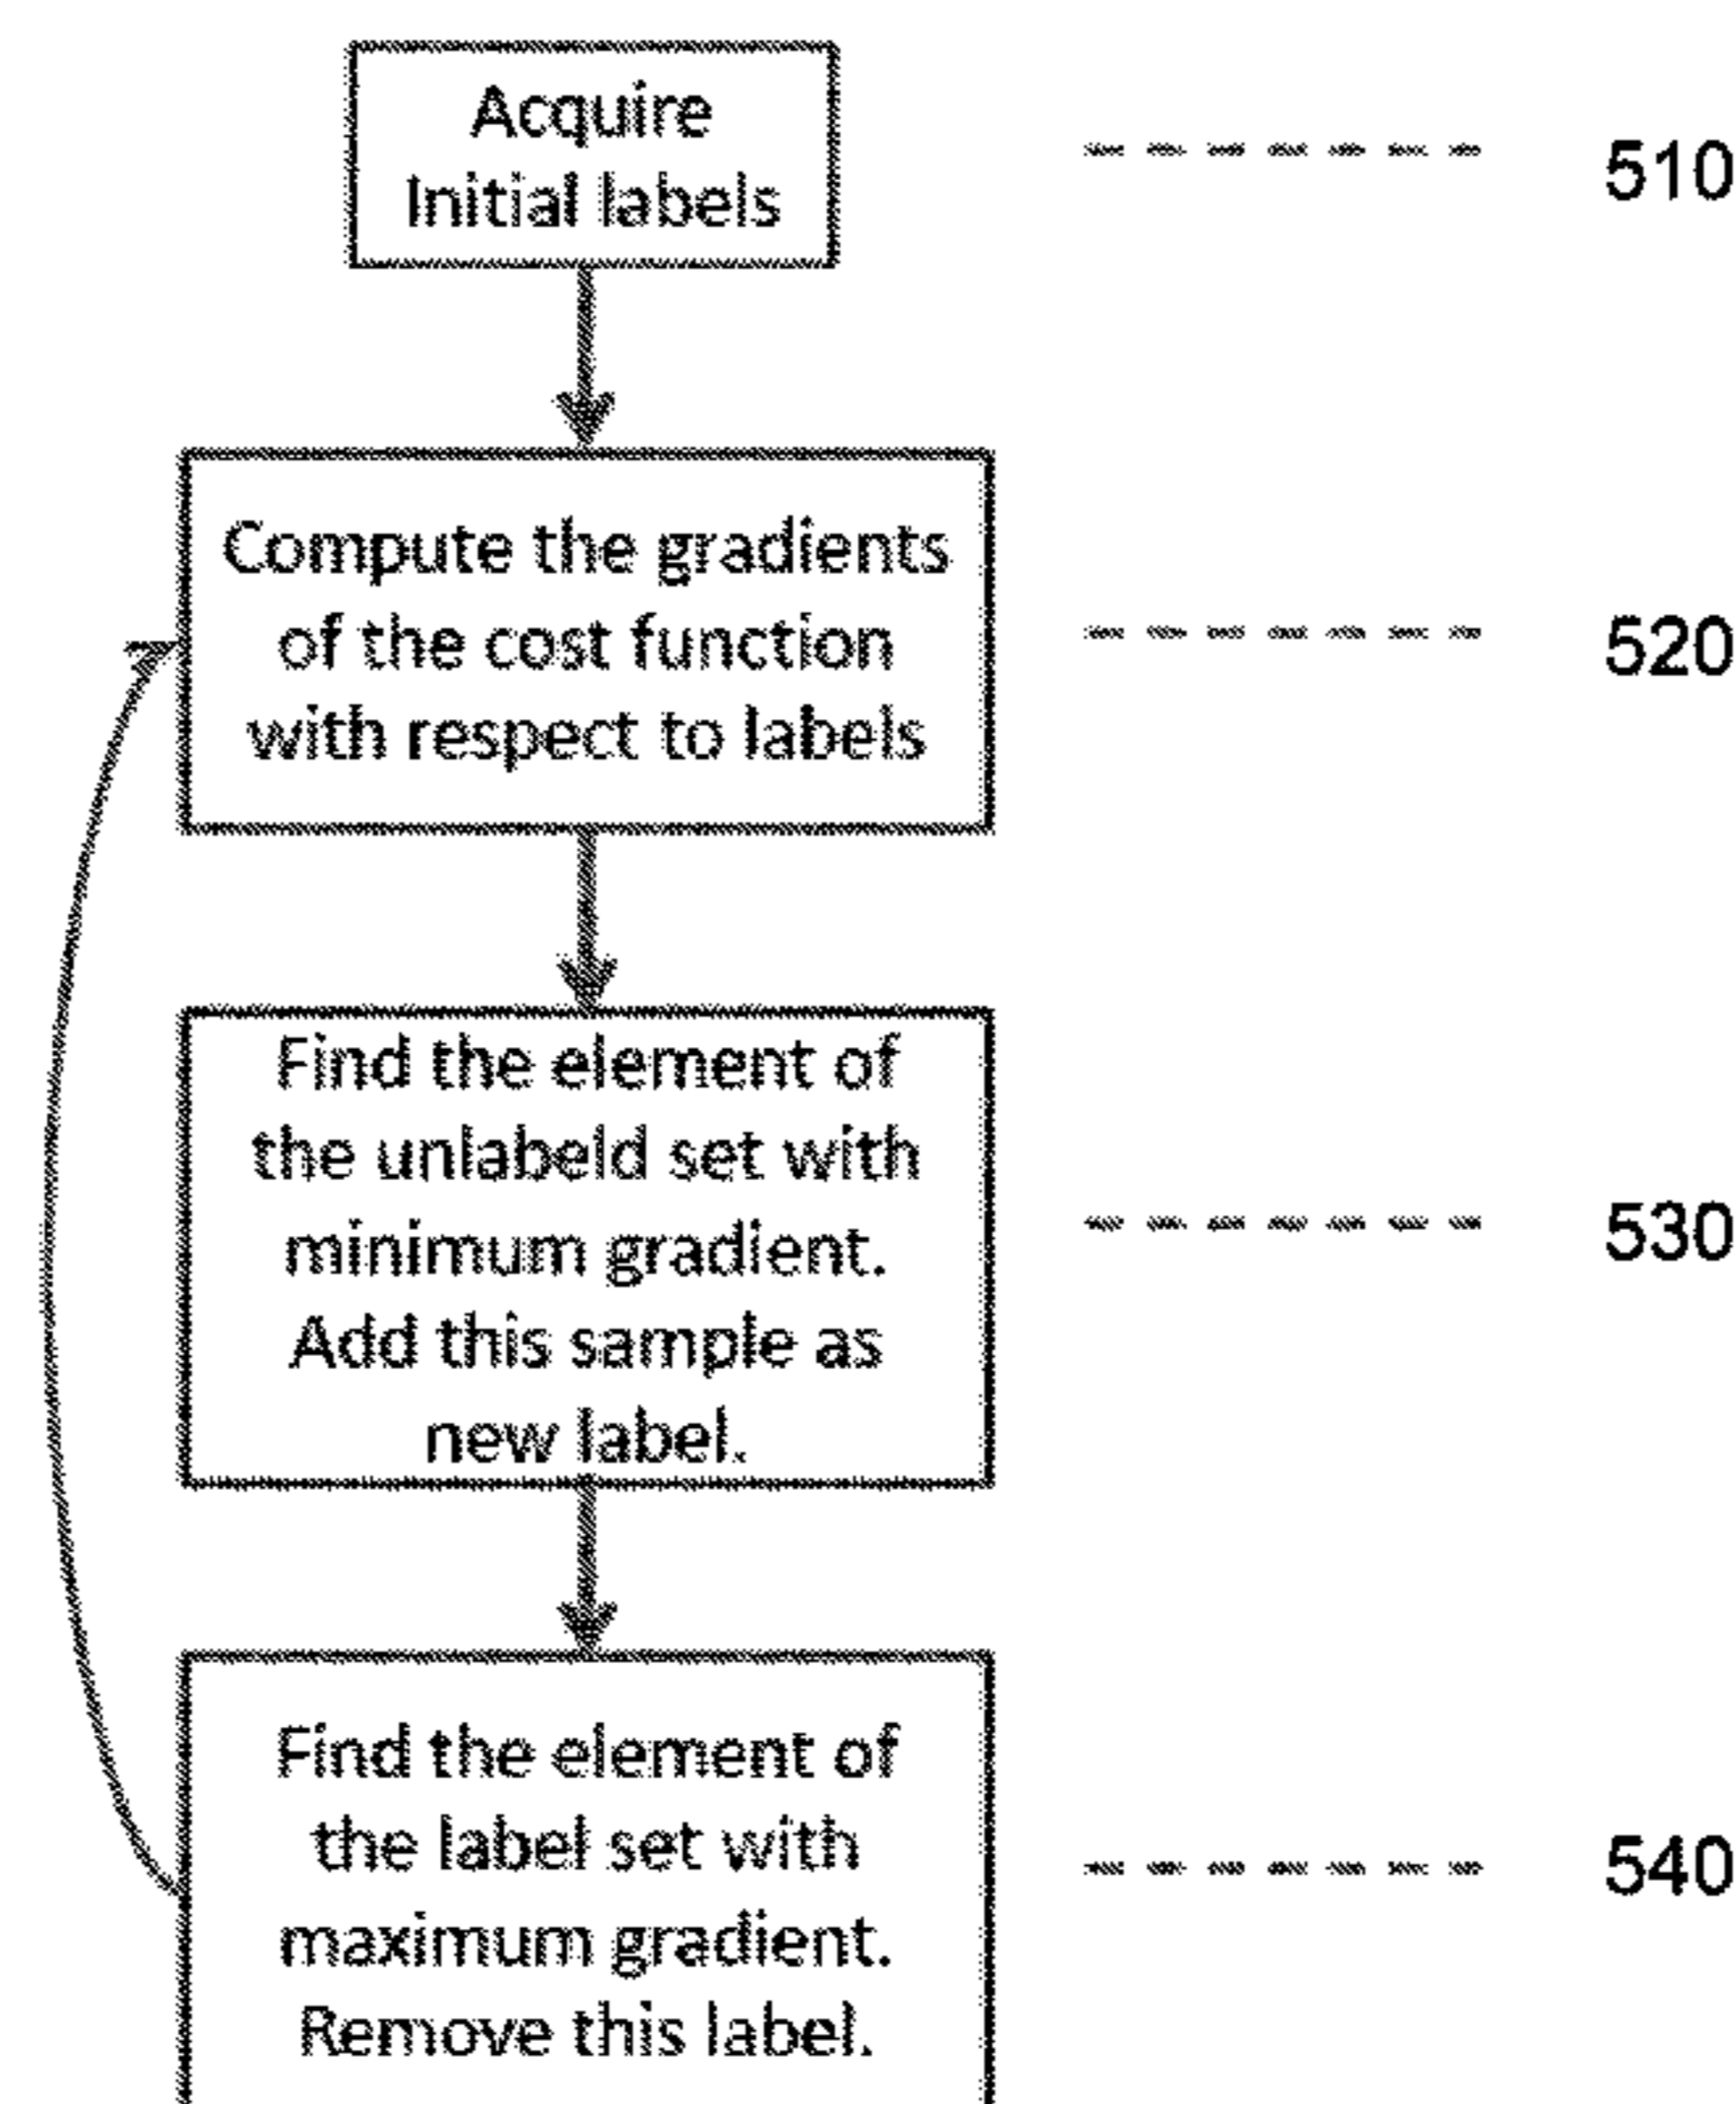 Acquire
Initial labels
510
Compute the gradients
of the cost function
with respect to labels
520
Find the element of
the unlabeld set with
minimum gradient.
Add this sample as
new label.
530
Find the element of
the label set with
maximum gradient.
Remove this label.
540